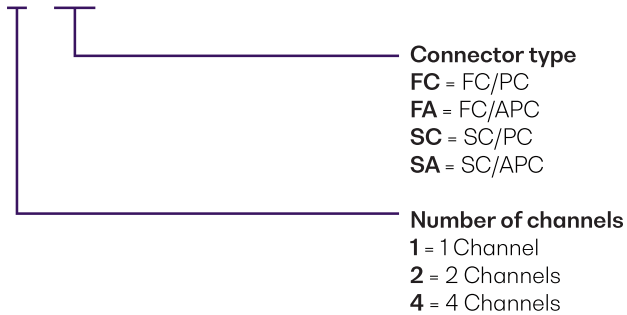 Connector type
FC = FC/PC
FA = FC/APC
SC = SC/PC
SA = SC/APC
Number of channels
1 = 1 Channel
2 = 2 Channels
4 = 4 Channels